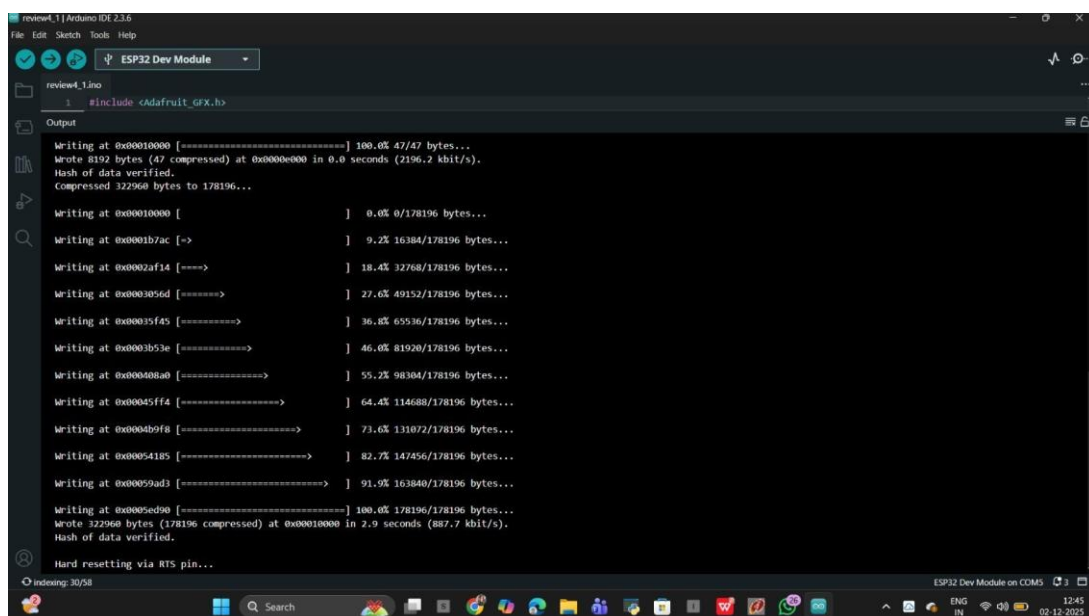 review4_1 | Arduino IDE 2.3.6
File Edit Sketch Tools Help
ESP32 Dev Module
review4_1.ino
1 #include <Adafruit_GFX.h>
Output
Writing at 0x00010000 [==============================] 100.0% 47/47 bytes...
Wrote 8192 bytes (47 compressed) at 0x0000e000 in 0.0 seconds (2196.2 kbit/s).
Hash of data verified.
Compressed 322960 bytes to 178196...
Writing at 0x00010000 [                              ]   0.0% 0/178196 bytes...
Writing at 0x0001b7ac [=>                            ]   9.2% 16384/178196 bytes...
Writing at 0x0002af14 [====>                         ]  18.4% 32768/178196 bytes...
Writing at 0x0003056d [=======>                      ]  27.6% 49152/178196 bytes...
Writing at 0x00035f45 [==========>                   ]  36.8% 65536/178196 bytes...
Writing at 0x0003b53e [============>                 ]  46.0% 81920/178196 bytes...
Writing at 0x000408a0 [===============>              ]  55.2% 98304/178196 bytes...
Writing at 0x00045ff4 [==================>           ]  64.4% 114688/178196 bytes...
Writing at 0x0004b9f8 [=====================>        ]  73.6% 131072/178196 bytes...
Writing at 0x00054185 [=======================>      ]  82.7% 147456/178196 bytes...
Writing at 0x00059ad3 [==========================>   ]  91.9% 163840/178196 bytes...
Writing at 0x0005ed90 [==============================] 100.0% 178196/178196 bytes...
Wrote 322960 bytes (178196 compressed) at 0x00010000 in 2.9 seconds (887.7 kbit/s).
Hash of data verified.
Hard resetting via RTS pin...
indexing: 30/58
ESP32 Dev Module on COM5 3
Search
26
ENG
IN
12:45
02-12-2025